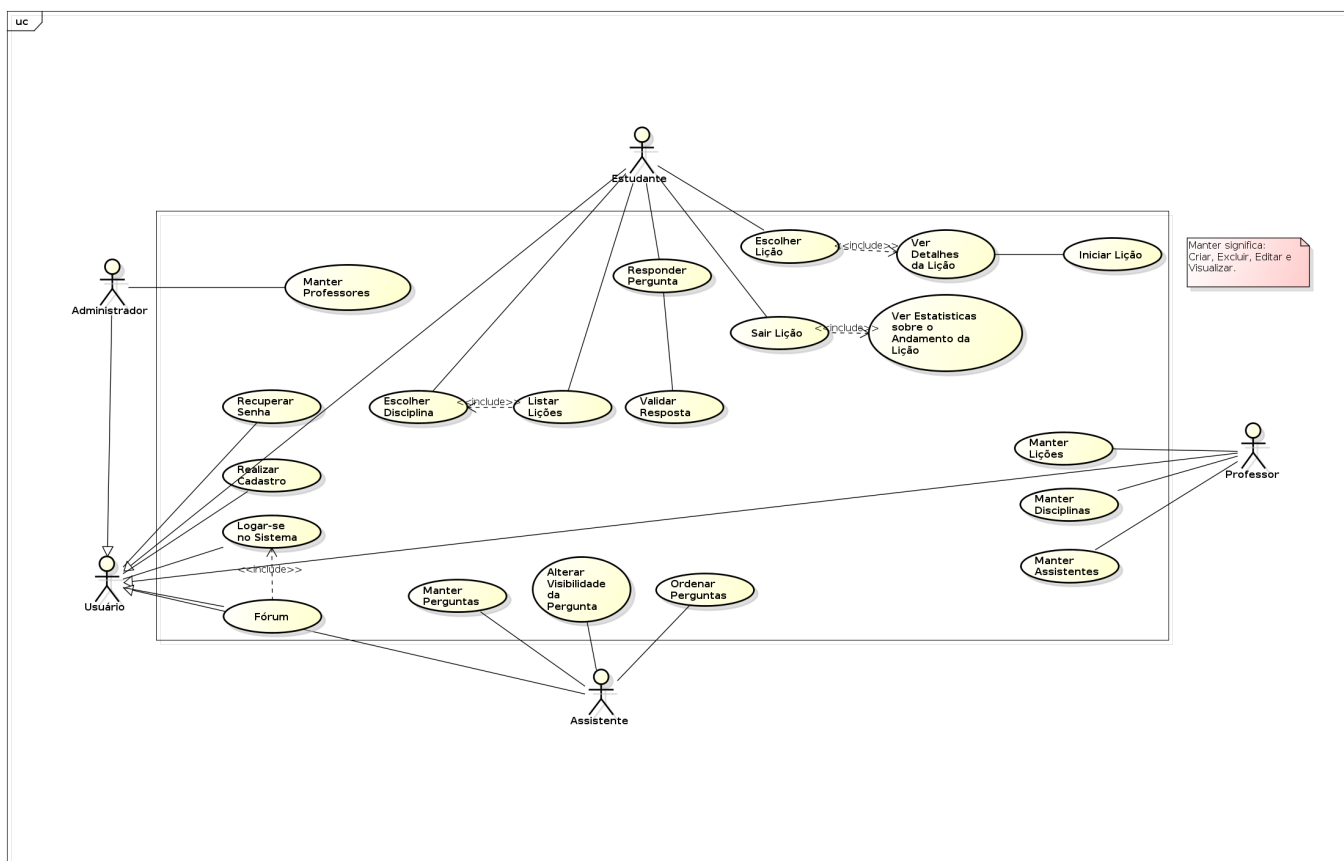 uc
Estudante
Escolher
Lição
<<include>>
Ver
Detalhes
da Lição
Iniciar Lição
Manter significa:
Criar, Excluir, Editar e
Visualizar.
Administrador
Manter
Professores
Responder
Pergunta
Sair Lição
<<include>>
Ver Estatisticas
sobre o
Andamento da
Lição
Recuperar
Senha
Escolher
Disciplina
<<include>>
Listar
Lições
Validar
Resposta
Manter
Lições
Professor
Realizar
Cadastro
Manter
Disciplinas
Logar-se
no Sistema
<<include>>
Manter
Assistentes
Usuário
Fórum
Manter
Perguntas
Alterar
Visibilidade
da
Pergunta
Ordenar
Perguntas
Assistente